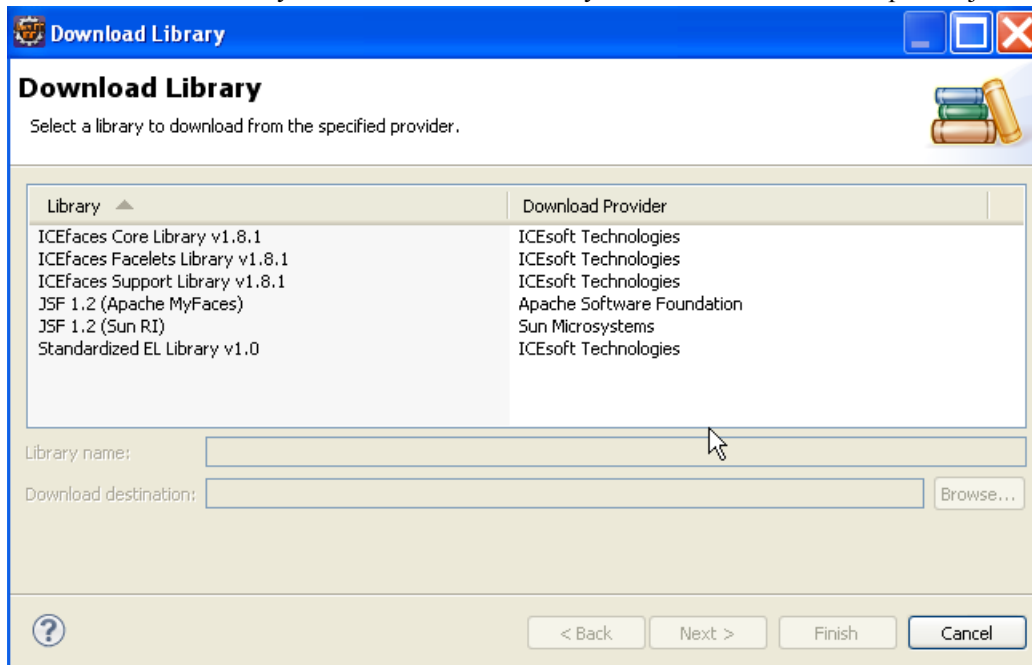 Download Library
Download Library
Select a library to download from the specified provider.
Library Download Provider
ICEfaces Core Library v1.8.1 ICEsoft Technologies
ICEfaces Facelets Library v1.8.1 ICEsoft Technologies
ICEfaces Support Library v1.8.1 ICEsoft Technologies
JSF 1.2 (Apache MyFaces) Apache Software Foundation
JSF 1.2 (Sun RI) Sun Microsystems
Standardized EL Library v1.0 ICEsoft Technologies
Library name:
Download destination: Browse...
? < Back Next > Finish Cancel